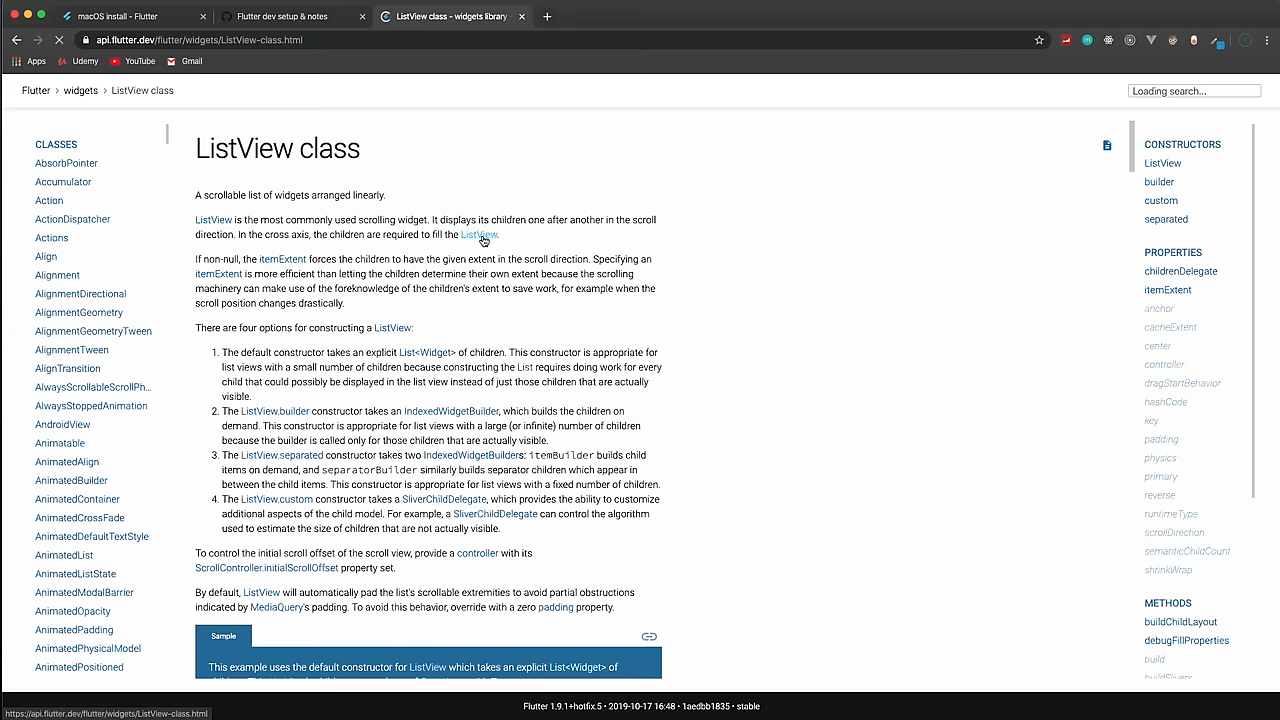 macOS install - Flutter
Flutter dev setup & notes
ListView class - widgets library
api.flutter.dev/flutter/widgets/ListView-class.html
Apps
Udemy
YouTube
Gmail
Flutter > widgets > ListView class
Loading search...
CLASSES
AbsorbPointer
Accumulator
Action
ActionDispatcher
Actions
Align
Alignment
AlignmentDirectional
AlignmentGeometry
AlignmentGeometryTween
AlignmentTween
AlignTransition
AlwaysScrollableScrollPh...
AlwaysStoppedAnimation
AndroidView
Animatable
AnimatedAlign
AnimatedBuilder
AnimatedContainer
AnimatedCrossFade
AnimatedDefaultTextStyle
AnimatedList
AnimatedListState
AnimatedModalBarrier
AnimatedOpacity
AnimatedPadding
AnimatedPhysicalModel
AnimatedPositioned
ListView class
A scrollable list of widgets arranged linearly.
ListView is the most commonly used scrolling widget. It displays its children one after another in the scroll
direction. In the cross axis, the children are required to fill the ListView.
If non-null, the itemExtent forces the children to have the given extent in the scroll direction. Specifying an
itemExtent is more efficient than letting the children determine their own extent because the scrolling
machinery can make use of the foreknowledge of the children's extent to save work, for example when the
scroll position changes drastically.
There are four options for constructing a ListView:
1. The default constructor takes an explicit List<Widget> of children. This constructor is appropriate for
list views with a small number of children because constructing the List requires doing work for every
child that could possibly be displayed in the list view instead of just those children that are actually
visible.
2. The ListView.builder constructor takes an IndexedWidgetBuilder, which builds the children on
demand. This constructor is appropriate for list views with a large (or infinite) number of children
because the builder is called only for those children that are actually visible.
3. The ListView.separated constructor takes two IndexedWidgetBuilders: itemBuilder builds child
items on demand, and separatorBuilder similarly builds separator children which appear in
between the child items. This constructor is appropriate for list views with a fixed number of children.
4. The ListView.custom constructor takes a SliverChildDelegate, which provides the ability to customize
additional aspects of the child model. For example, a SliverChildDelegate can control the algorithm
used to estimate the size of children that are not actually visible.
To control the initial scroll offset of the scroll view, provide a controller with its
ScrollController.initialScrollOffset property set.
By default, ListView will automatically pad the list's scrollable extremities to avoid partial obstructions
indicated by MediaQuery's padding. To avoid this behavior, override with a zero padding property.
Sample
This example uses the default constructor for ListView which takes an explicit List<Widget> of
CONSTRUCTORS
ListView
builder
custom
separated
PROPERTIES
childrenDelegate
itemExtent
anchor
cacheExtent
center
controller
dragStartBehavior
hashCode
key
padding
physics
primary
reverse
runtimeType
scrollDirection
semanticChildCount
shrinkWrap
METHODS
buildChildLayout
debugFillProperties
build
buildSlivers
https://api.flutter.dev/flutter/widgets/ListView-class.html
Flutter 1.9.1+hotfix.5 • 2019-10-17 16:48 • 1aedbb1835 • stable